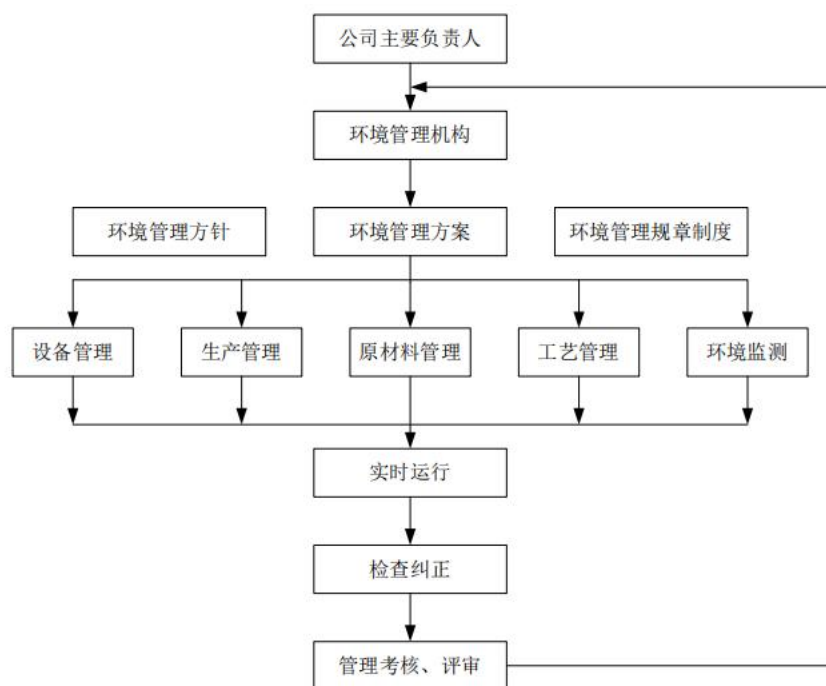 公司主要负责人
环境管理机构
环境管理方针
环境管理方案
环境管理规章制度
设备管理
生产管理
原材料管理
工艺管理
环境监测
实时运行
检查纠正
管理考核、评审